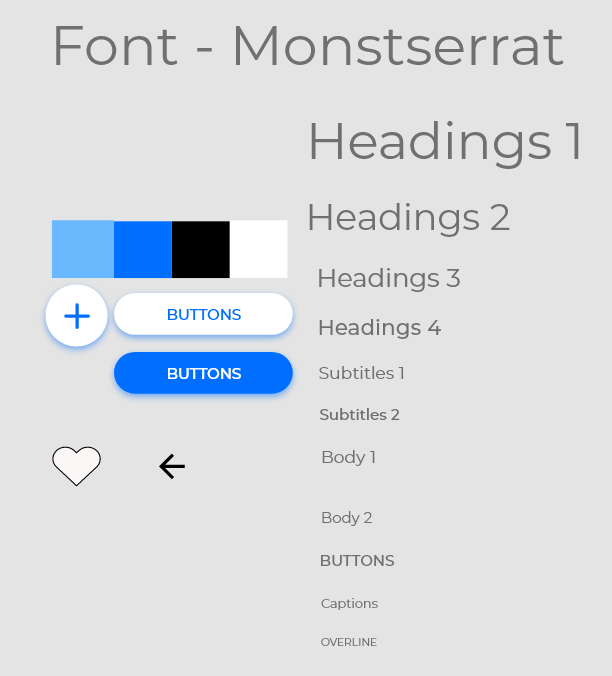 Font - Monstserrat
Headings 1
Headings 2
Headings 3
BUTTONS
Headings 4
BUTTONS
Subtitles 1
Subtitles 2
Body 1
Body 2
BUTTONS
Captions
OVERLINE